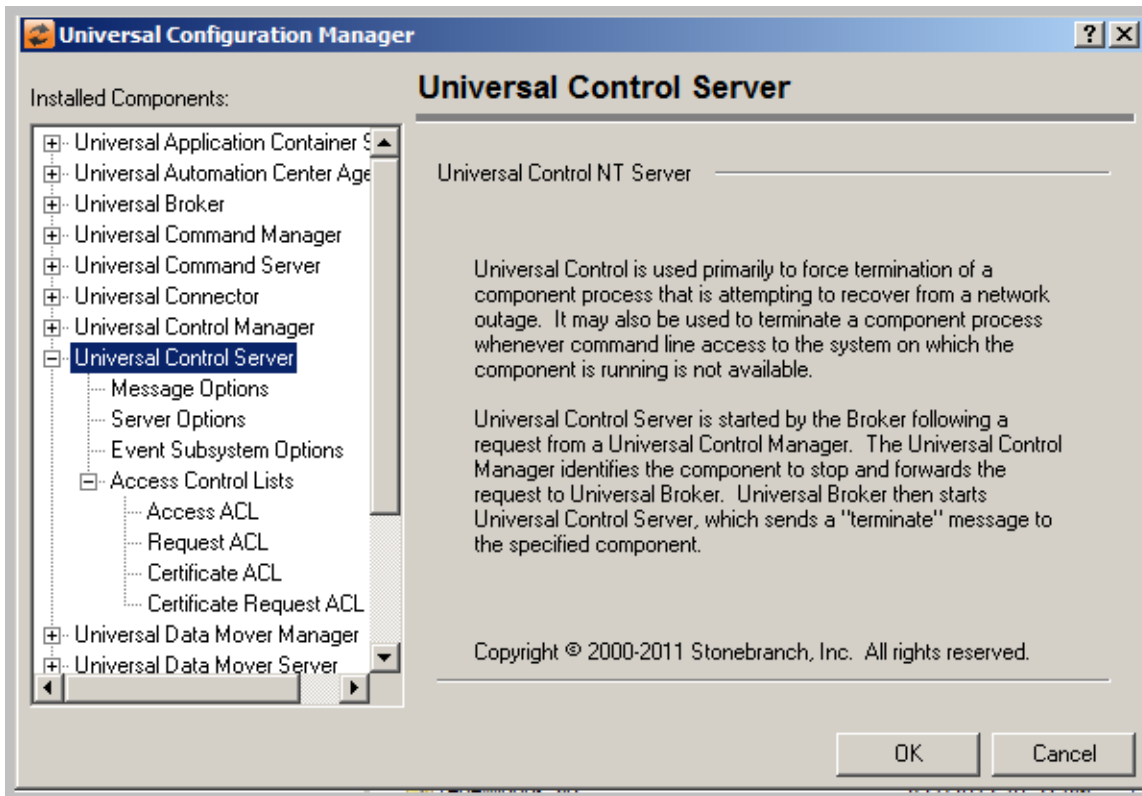 Universal Configuration Manager
Installed Components:
Universal Application Container S
Universal Automation Center Age
Universal Broker
Universal Command Manager
Universal Command Server
Universal Connector
Universal Control Manager
Universal Control Server
Message Options
Server Options
Event Subsystem Options
Access Control Lists
Access ACL
Request ACL
Certificate ACL
Certificate Request ACL
Universal Data Mover Manager
Universal Data Mover Server
Universal Control Server
Universal Control NT Server
Universal Control is used primarily to force termination of a
component process that is attempting to recover from a network
outage. It may also be used to terminate a component process
whenever command line access to the system on which the
component is running is not available.
Universal Control Server is started by the Broker following a
request from a Universal Control Manager. The Universal Control
Manager identifies the component to stop and forwards the
request to Universal Broker. Universal Broker then starts
Universal Control Server, which sends a "terminate" message to
the specified component.
Copyright © 2000-2011 Stonebranch, Inc. All rights reserved.
OK
Cancel